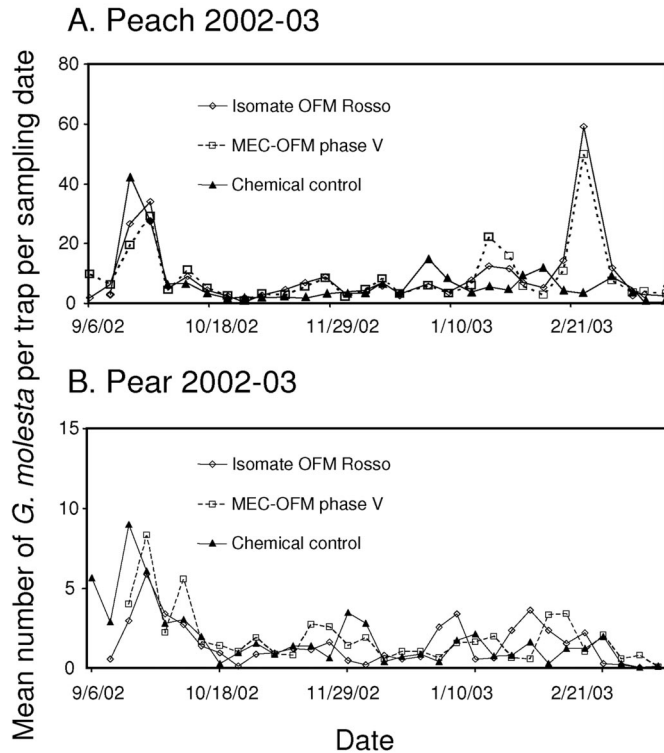 A. Peach 2002-03
Mean number of G. molesta per trap per sampling date
80
60
40
20
0
Isomate OFM Rosso
MEC-OFM phase V
Chemical control
9/6/02 10/18/02 11/29/02 1/10/03 2/21/03
B. Pear 2002-03
15
10
5
0
Isomate OFM Rosso
MEC-OFM phase V
Chemical control
9/6/02 10/18/02 11/29/02 1/10/03 2/21/03
Date